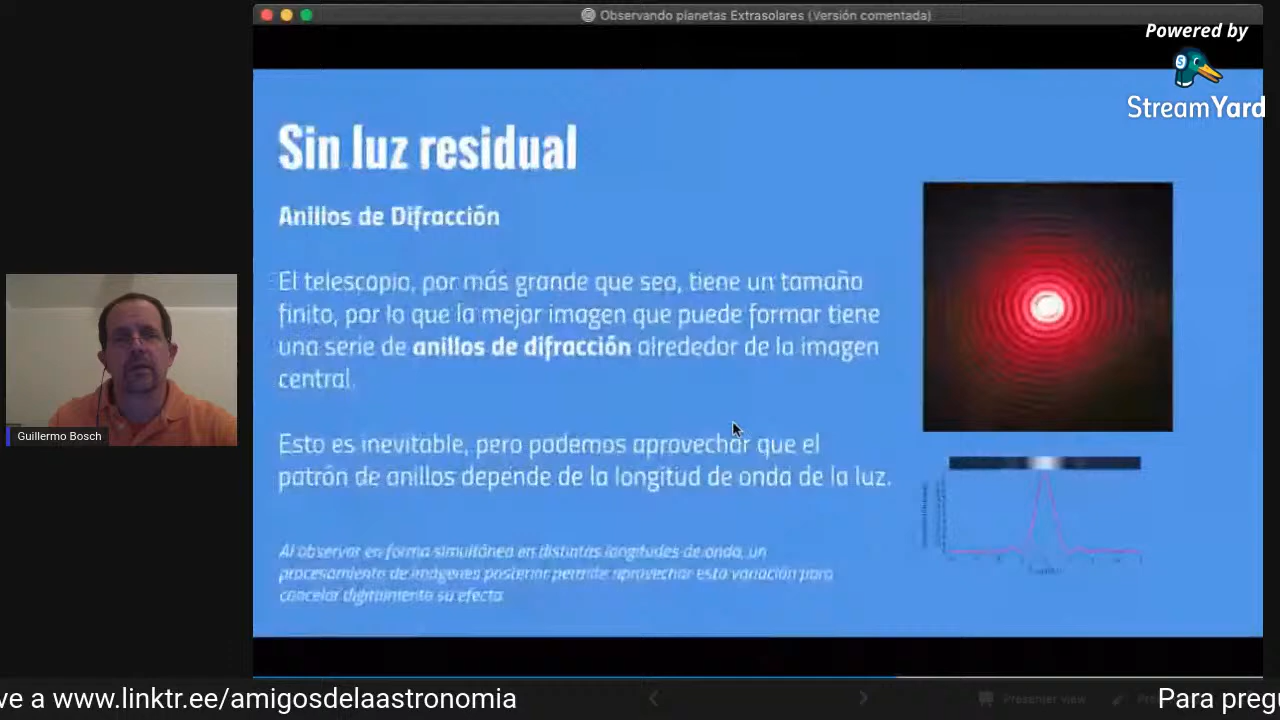 Observando planetas Extrasolares (Versión comentada)
Powered by
StreamYard
Sin luz residual
Anillos de Difracción
El telescopio, por más grande que sea, tiene un tamaño
finito, por lo que la mejor imagen que puede formar tiene
una serie de anillos de difracción alrededor de la imagen
central.
Esto es inevitable, pero podemos aprovechar que el
patrón de anillos depende de la longitud de onda de la luz.
Al observar en forma simultánea en distintas longitudes de onda, un
procesamiento de imágenes posterior permite aprovechar esta variación para
cancelar digitalmente su efecto
Guillermo Bosch
Presenter view
ve a www.linktr.ee/amigosdelaastronomia
Para pregu